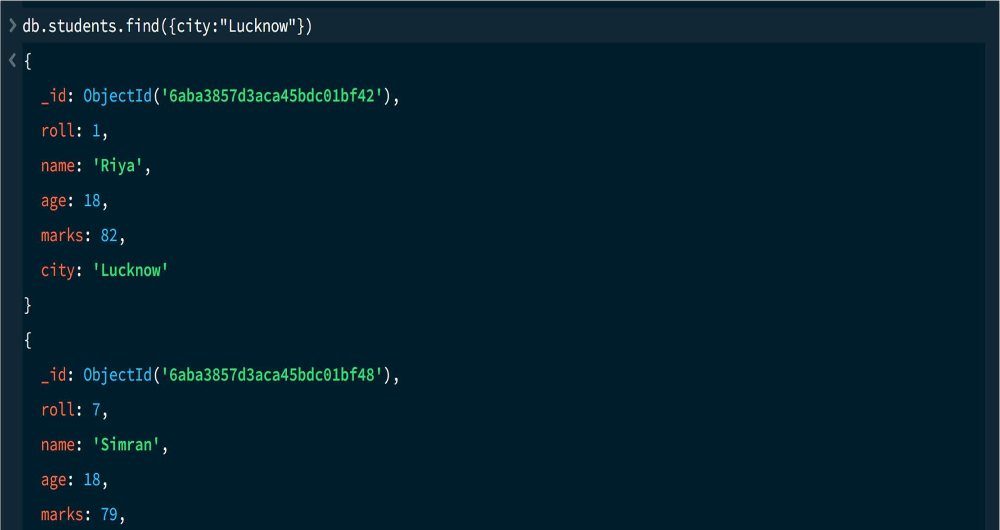 db.students.find({city:"Lucknow"})
{
_id: ObjectId('6aba3857d3aca45bdc01bf42'),
roll: 1,
name: 'Riya',
age: 18,
marks: 82,
city: 'Lucknow'
}
{
_id: ObjectId('6aba3857d3aca45bdc01bf48'),
roll: 7,
name: 'Simran',
age: 18,
marks: 79,